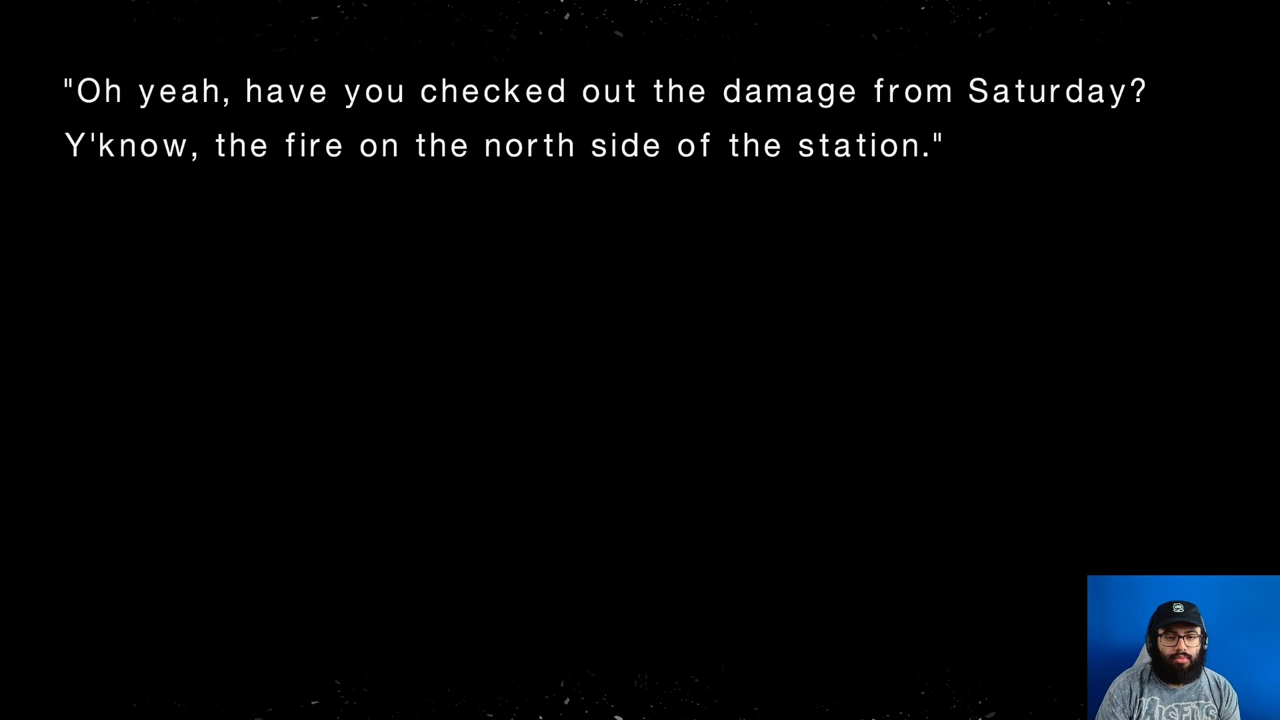 "Oh yeah, have you checked out the damage from Saturday?
Y'know, the fire on the north side of the station."